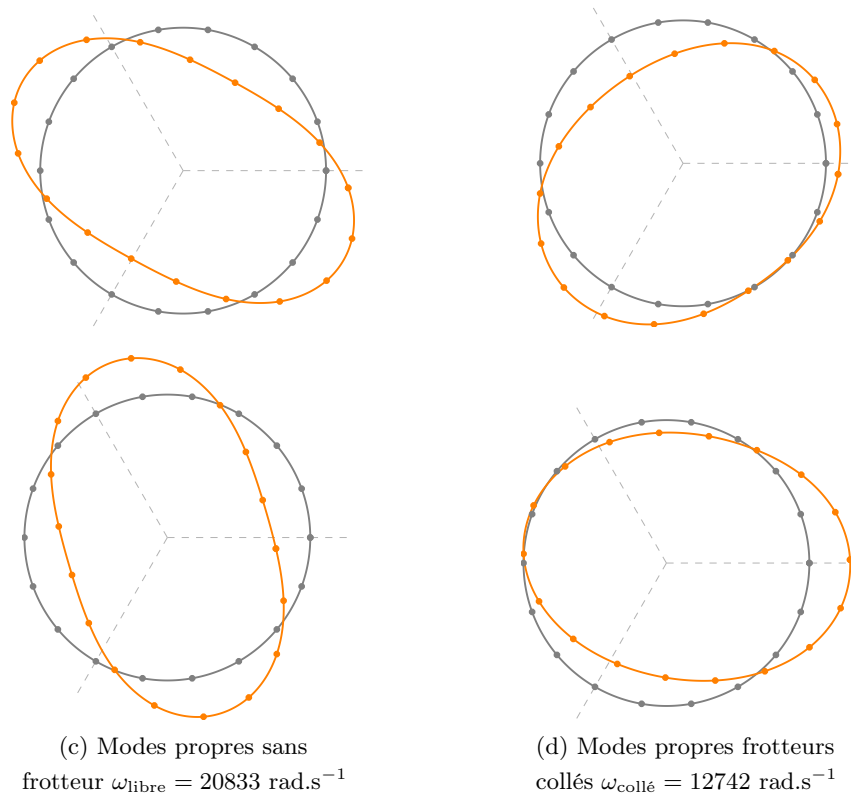 (c) Modes propres sans
frotteur ω_libre = 20833 rad.s⁻¹
(d) Modes propres frotteurs
collés ω_collé = 12742 rad.s⁻¹